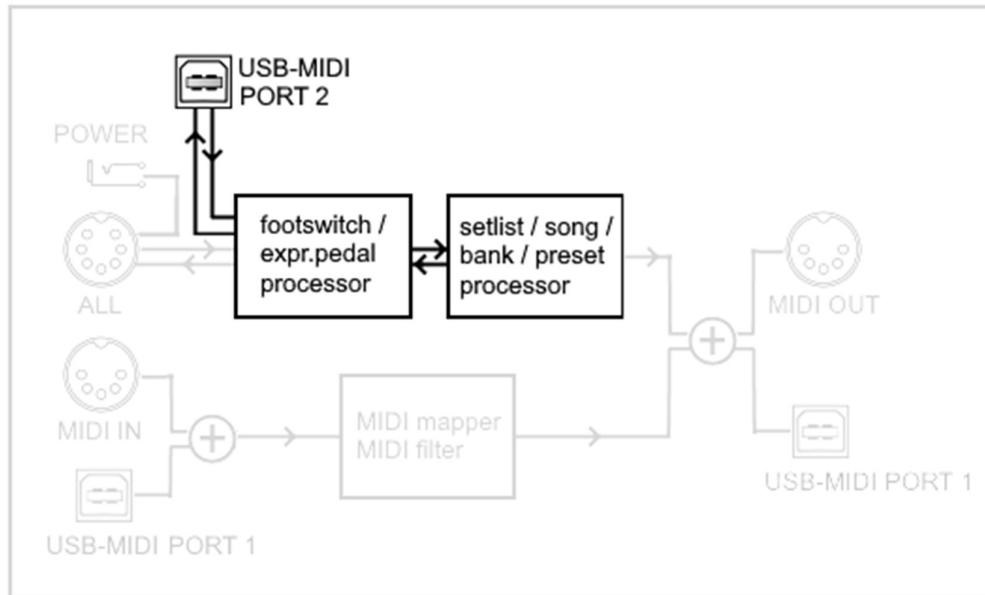 USB-MIDI
PORT 2
POWER
footswitch /
expr.pedal
processor
setlist / song /
bank / preset
processor
ALL
MIDI OUT
MIDI IN
MIDI mapper
MIDI filter
USB-MIDI PORT 1
USB-MIDI PORT 1